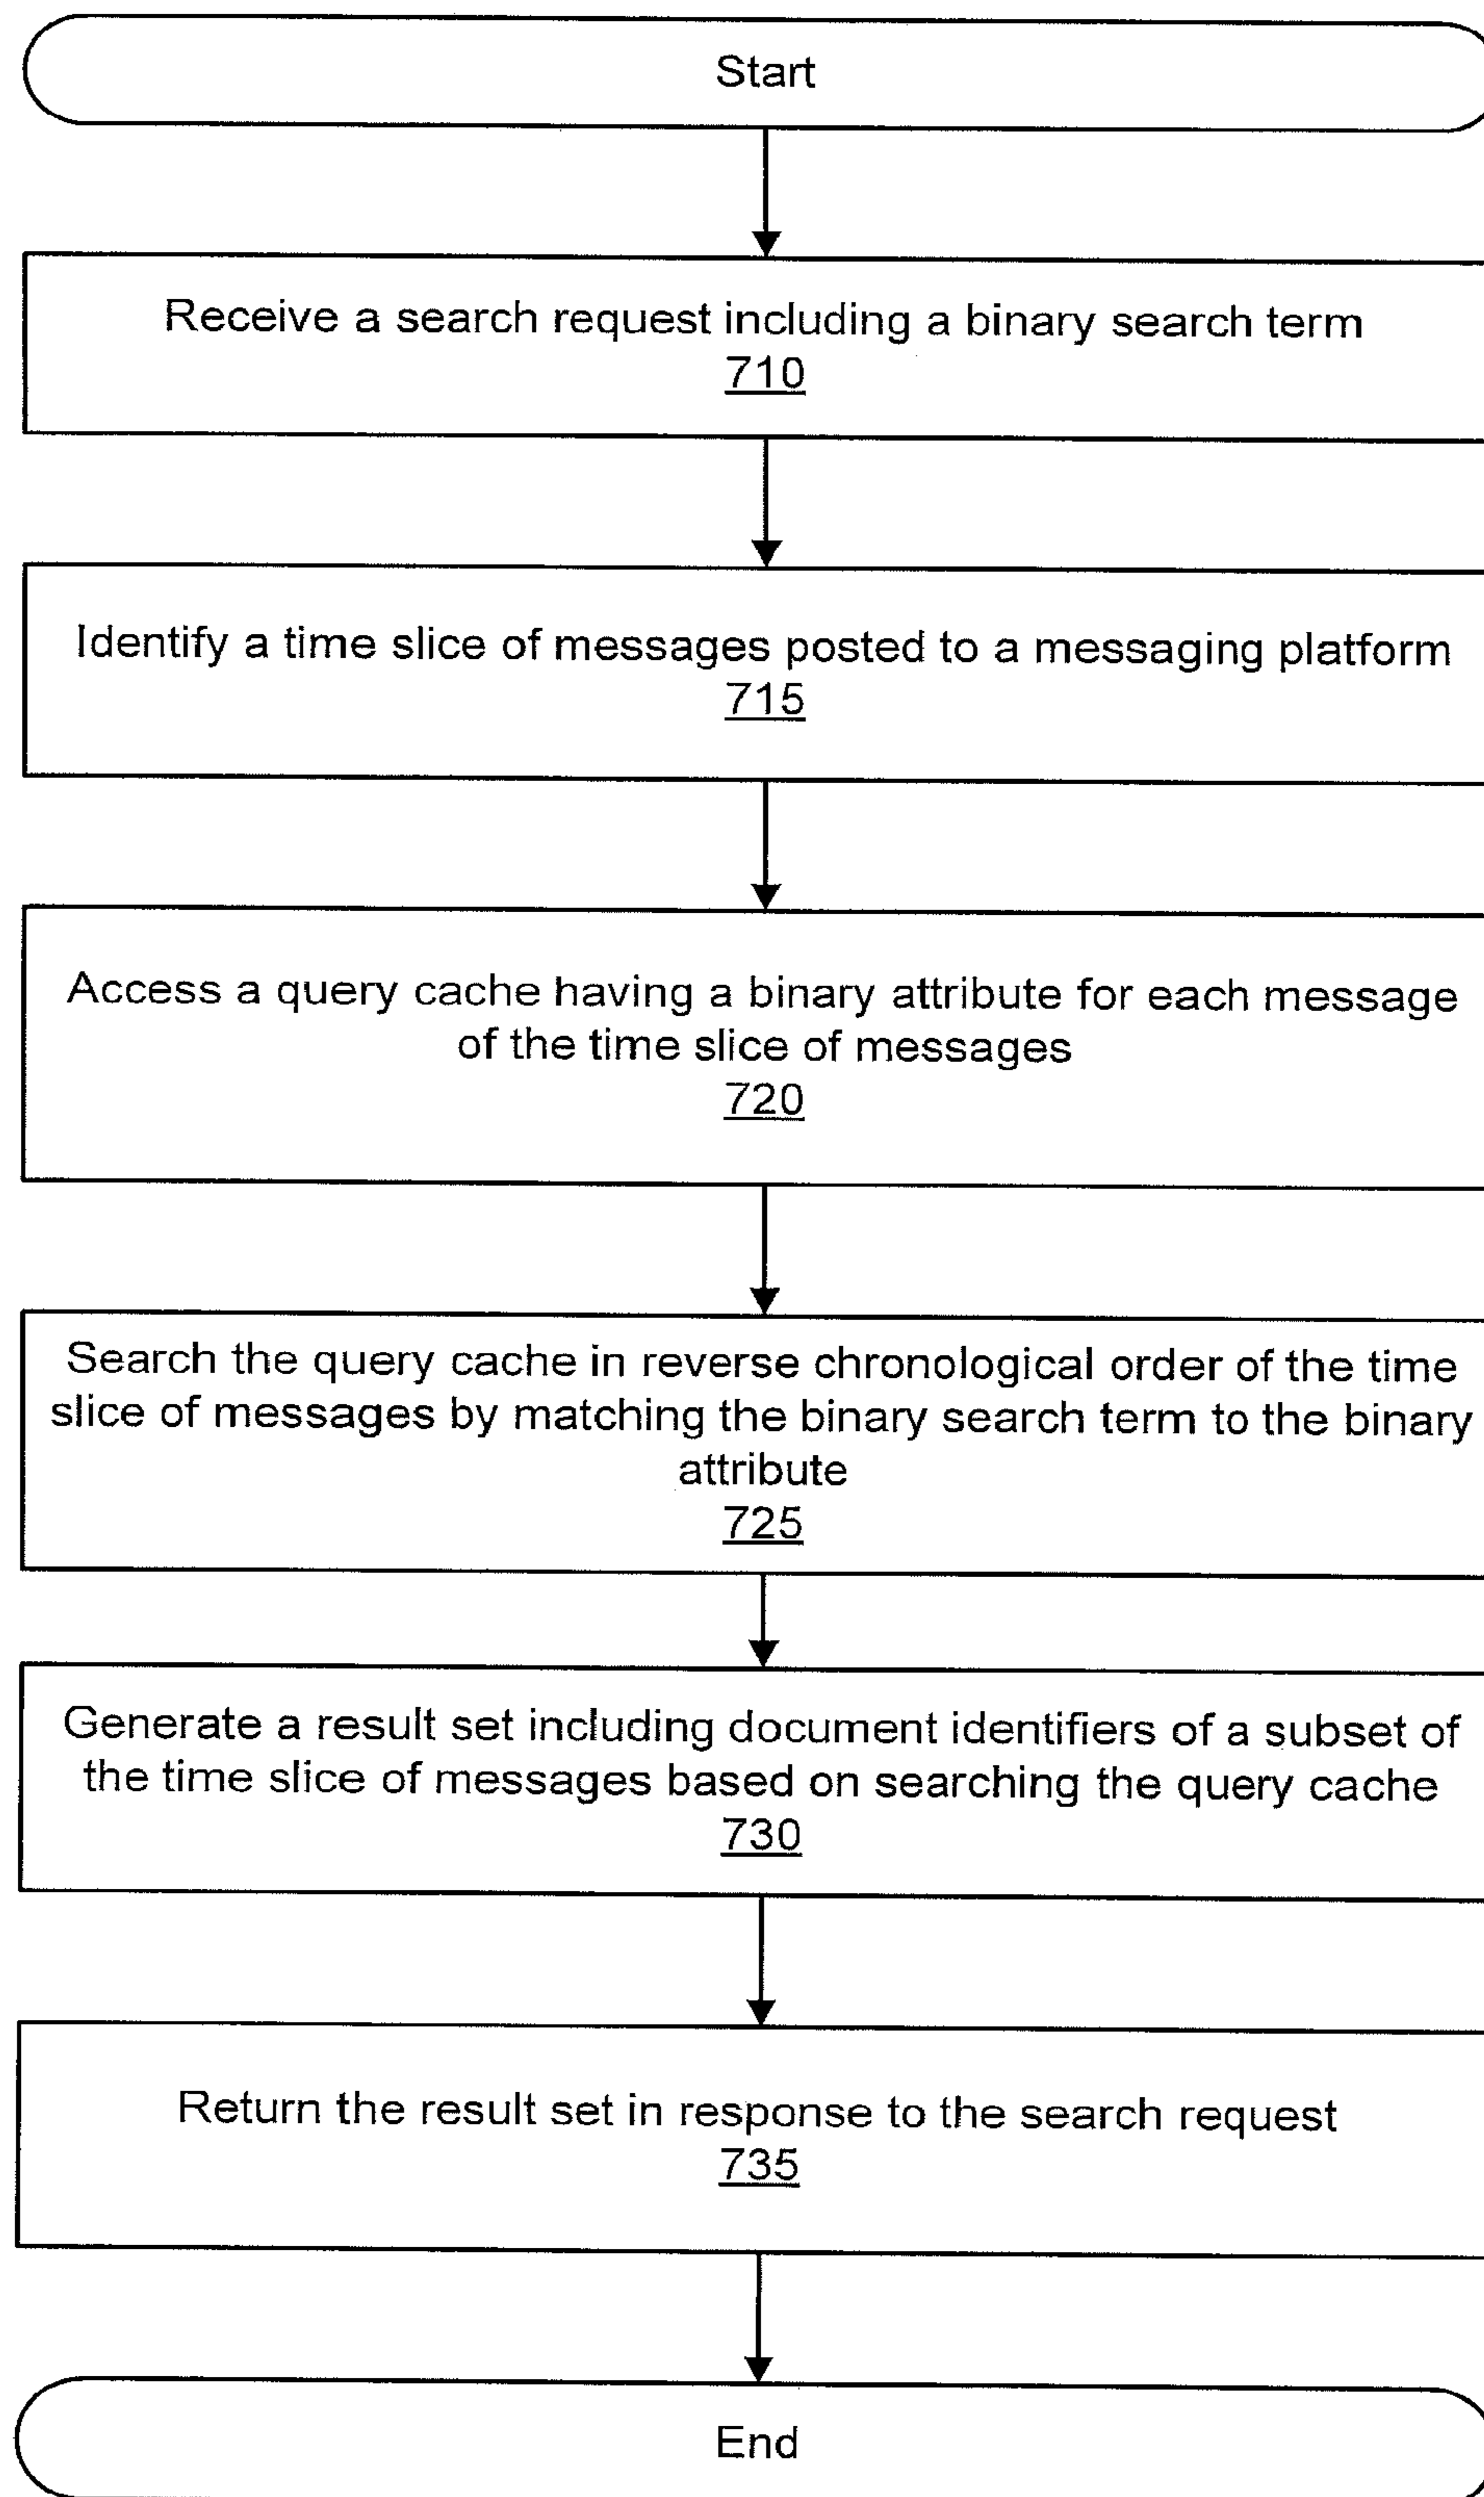 Start
Receive a search request including a binary search term
710
Identify a time slice of messages posted to a messaging platform
715
Access a query cache having a binary attribute for each message
of the time slice of messages
720
Search the query cache in reverse chronological order of the time
slice of messages by matching the binary search term to the binary
attribute
725
Generate a result set including document identifiers of a subset of
the time slice of messages based on searching the query cache
730
Return the result set in response to the search request
735
End